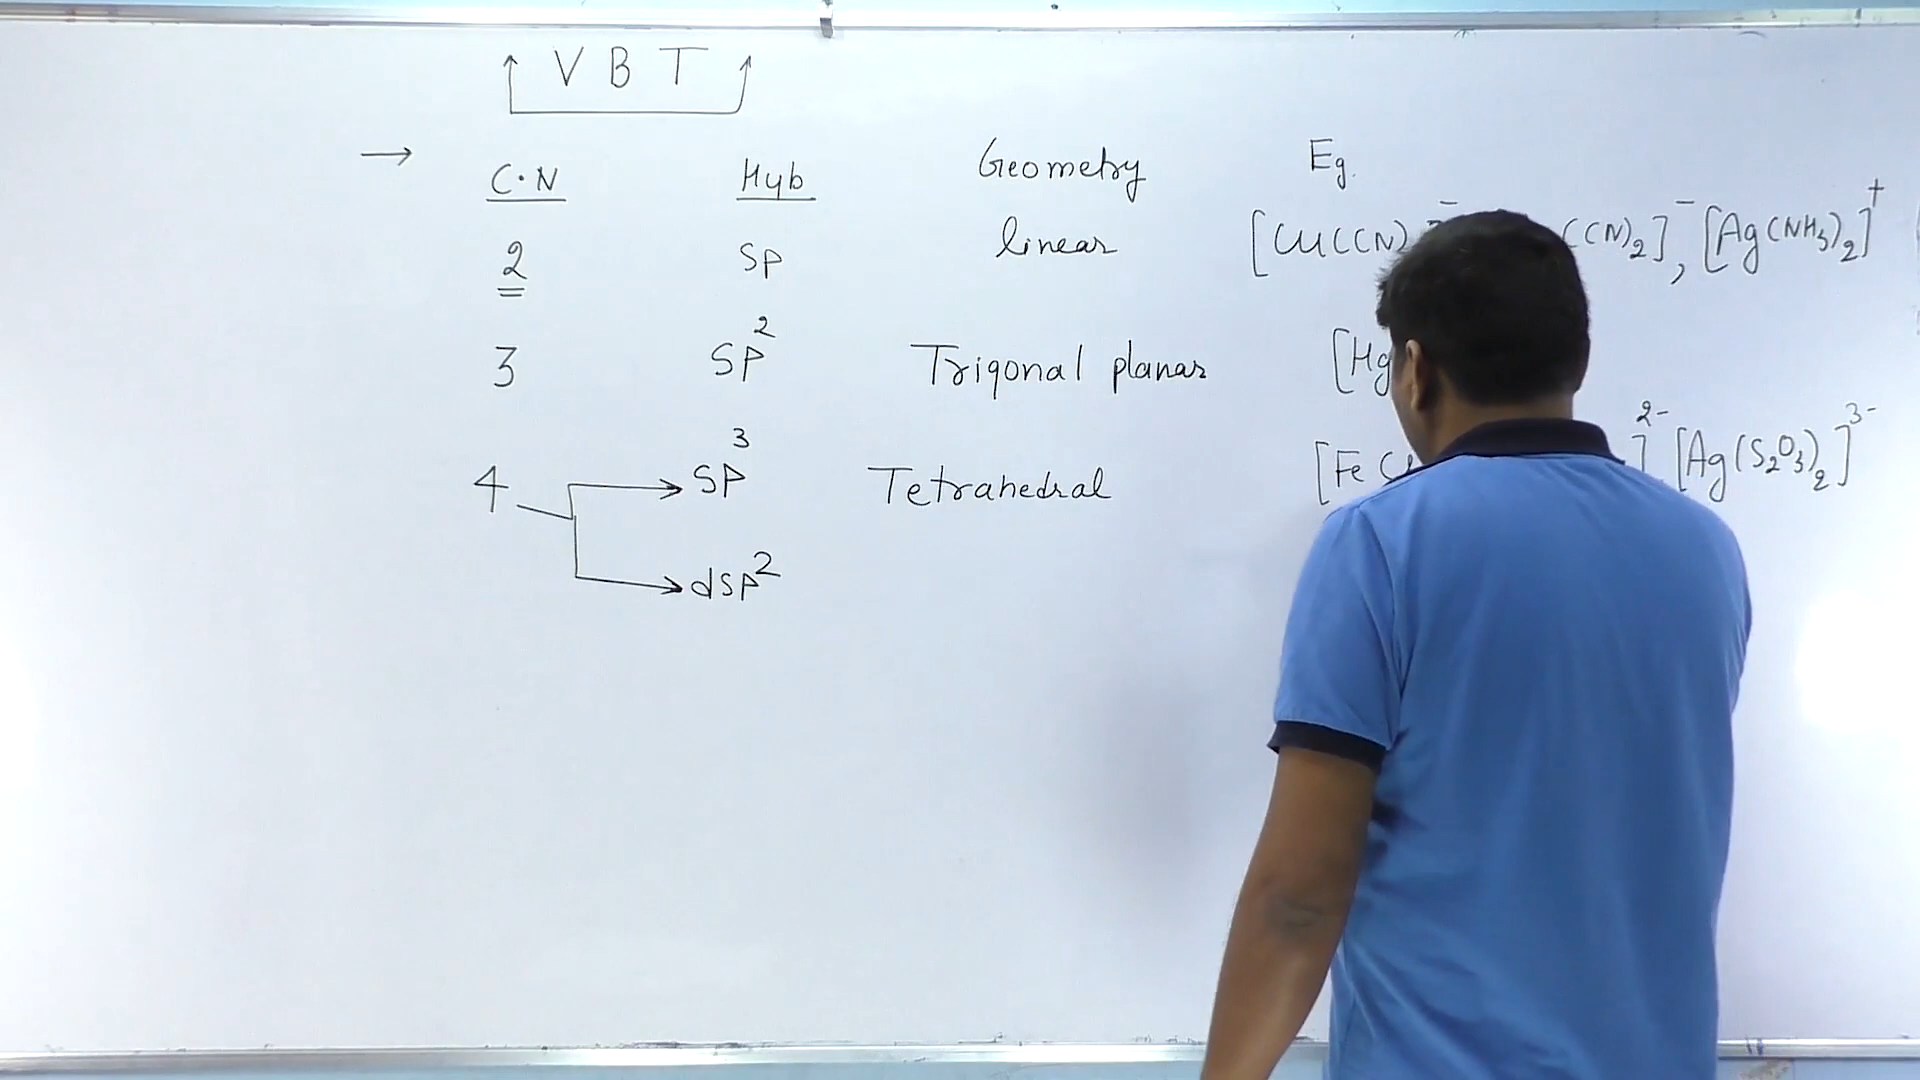 VBT
→ C·N Hyb Geometry Eg.
2 SP linear [Cu(CN) (CN)₂]⁻, [Ag(NH₃)₂]⁺
3 SP² Trigonal planar [Hg
4 → SP³ Tetrahedral [Fe ]²⁻ [Ag(S₂O₃)₂]³⁻
→ dSP²